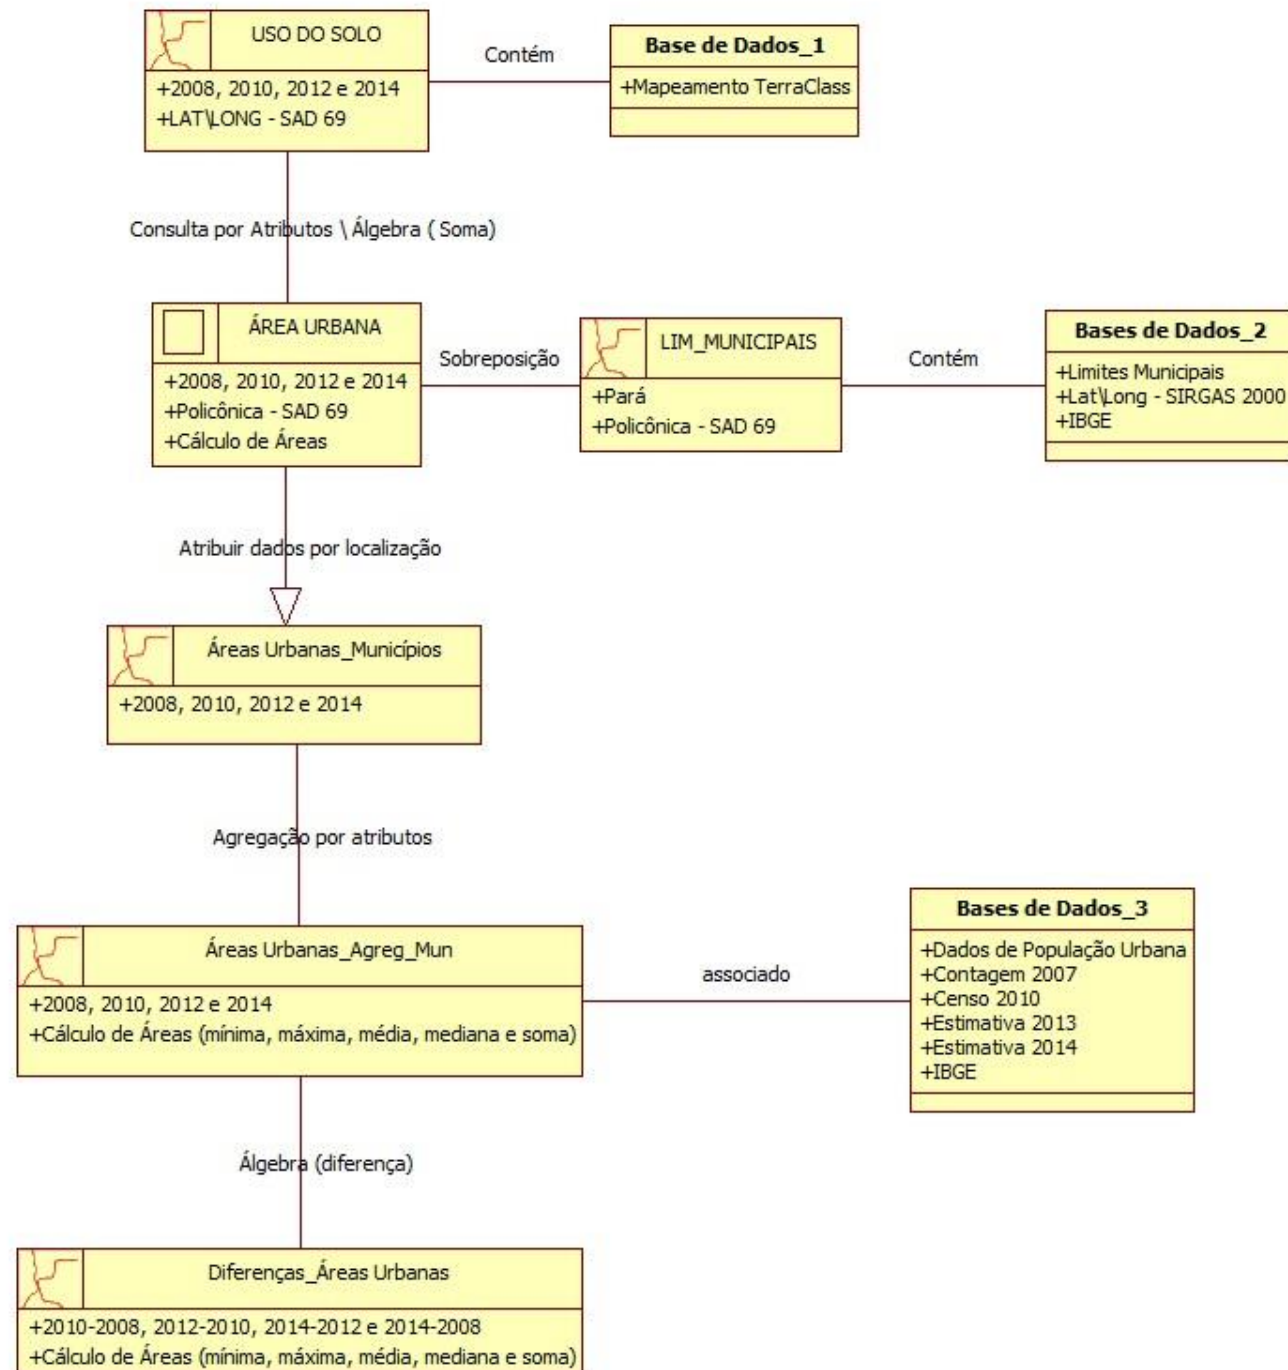 USO DO SOLO
+2008, 2010, 2012 e 2014
+LAT\LONG - SAD 69
Contém
Base de Dados_1
+Mapeamento TerraClass
Consulta por Atributos \ Álgebra ( Soma)
ÁREA URBANA
+2008, 2010, 2012 e 2014
+Policônica - SAD 69
+Cálculo de Áreas
Sobreposição
LIM_MUNICIPAIS
+Pará
+Policônica - SAD 69
Contém
Bases de Dados_2
+Limites Municipais
+Lat\Long - SIRGAS 2000
+IBGE
Atribuir dados por localização
Áreas Urbanas_Municípios
+2008, 2010, 2012 e 2014
Agregação por atributos
Áreas Urbanas_Agreg_Mun
+2008, 2010, 2012 e 2014
+Cálculo de Áreas (mínima, máxima, média, mediana e soma)
associado
Bases de Dados_3
+Dados de População Urbana
+Contagem 2007
+Censo 2010
+Estimativa 2013
+Estimativa 2014
+IBGE
Álgebra (diferença)
Diferenças_Áreas Urbanas
+2010-2008, 2012-2010, 2014-2012 e 2014-2008
+Cálculo de Áreas (mínima, máxima, média, mediana e soma)